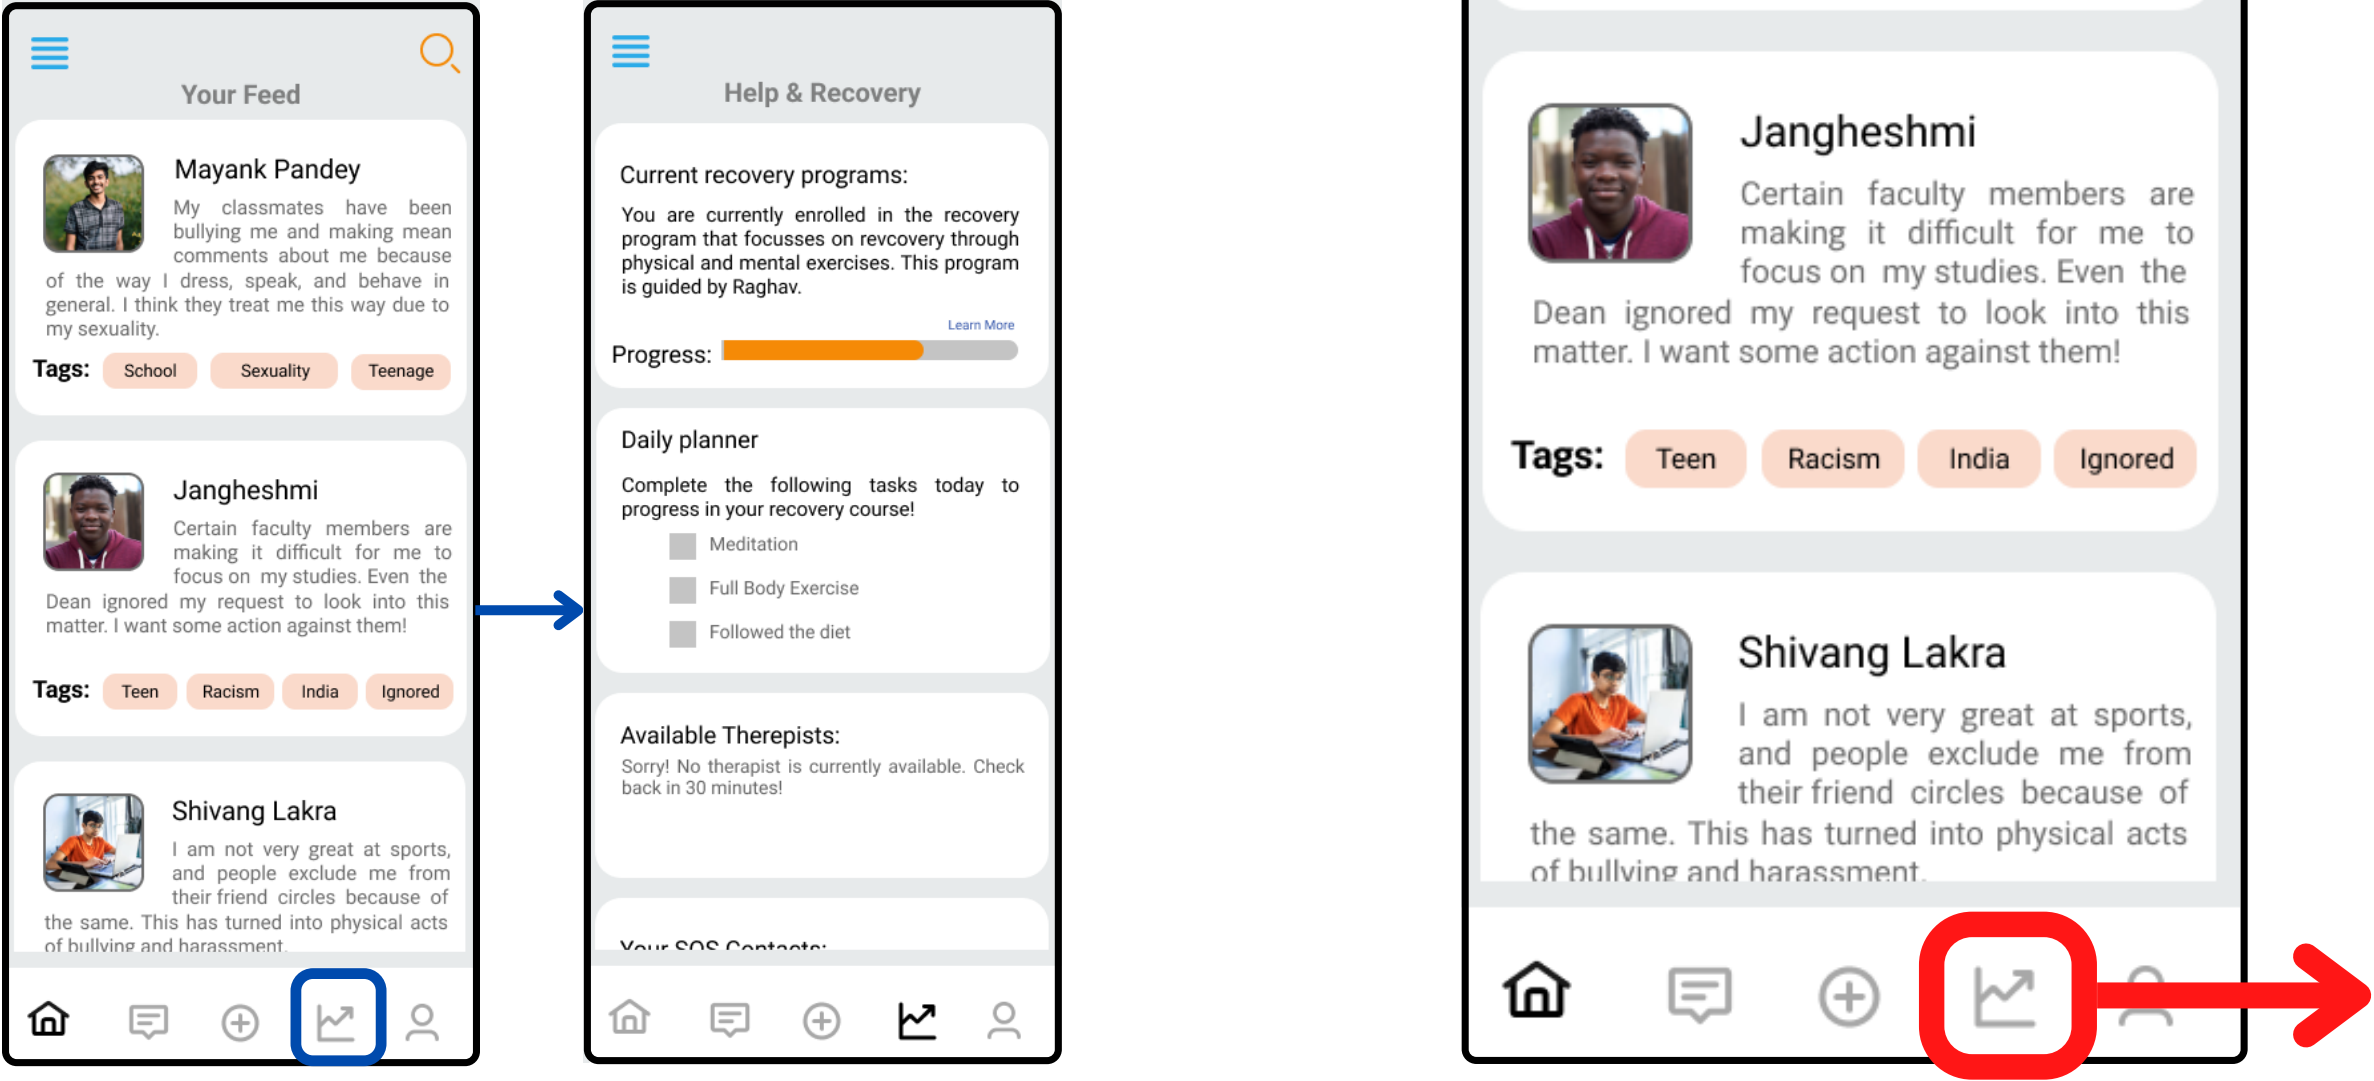 Your Feed
Mayank Pandey
My classmates have been
bullying me and making mean
comments about me because
of the way I dress, speak, and behave in
general. I think they treat me this way due to
my sexuality.
Tags: School Sexuality Teenage
Jangheshmi
Certain faculty members are
making it difficult for me to
focus on my studies. Even the
Dean ignored my request to look into this
matter. I want some action against them!
Tags: Teen Racism India Ignored
Shivang Lakra
I am not very great at sports,
and people exclude me from
their friend circles because of
the same. This has turned into physical acts
of bullying and harassment.
Help & Recovery
Current recovery programs:
You are currently enrolled in the recovery
program that focusses on revcovery through
physical and mental exercises. This program
is guided by Raghav.
Learn More
Progress:
Daily planner
Complete the following tasks today to
progress in your recovery course!
Meditation
Full Body Exercise
Followed the diet
Available Therepists:
Sorry! No therapist is currently available. Check
back in 30 minutes!
Your SOS Contacts:
Jangheshmi
Certain faculty members are
making it difficult for me to
focus on my studies. Even the
Dean ignored my request to look into this
matter. I want some action against them!
Tags: Teen Racism India Ignored
Shivang Lakra
I am not very great at sports,
and people exclude me from
their friend circles because of
the same. This has turned into physical acts
of bullying and harassment.